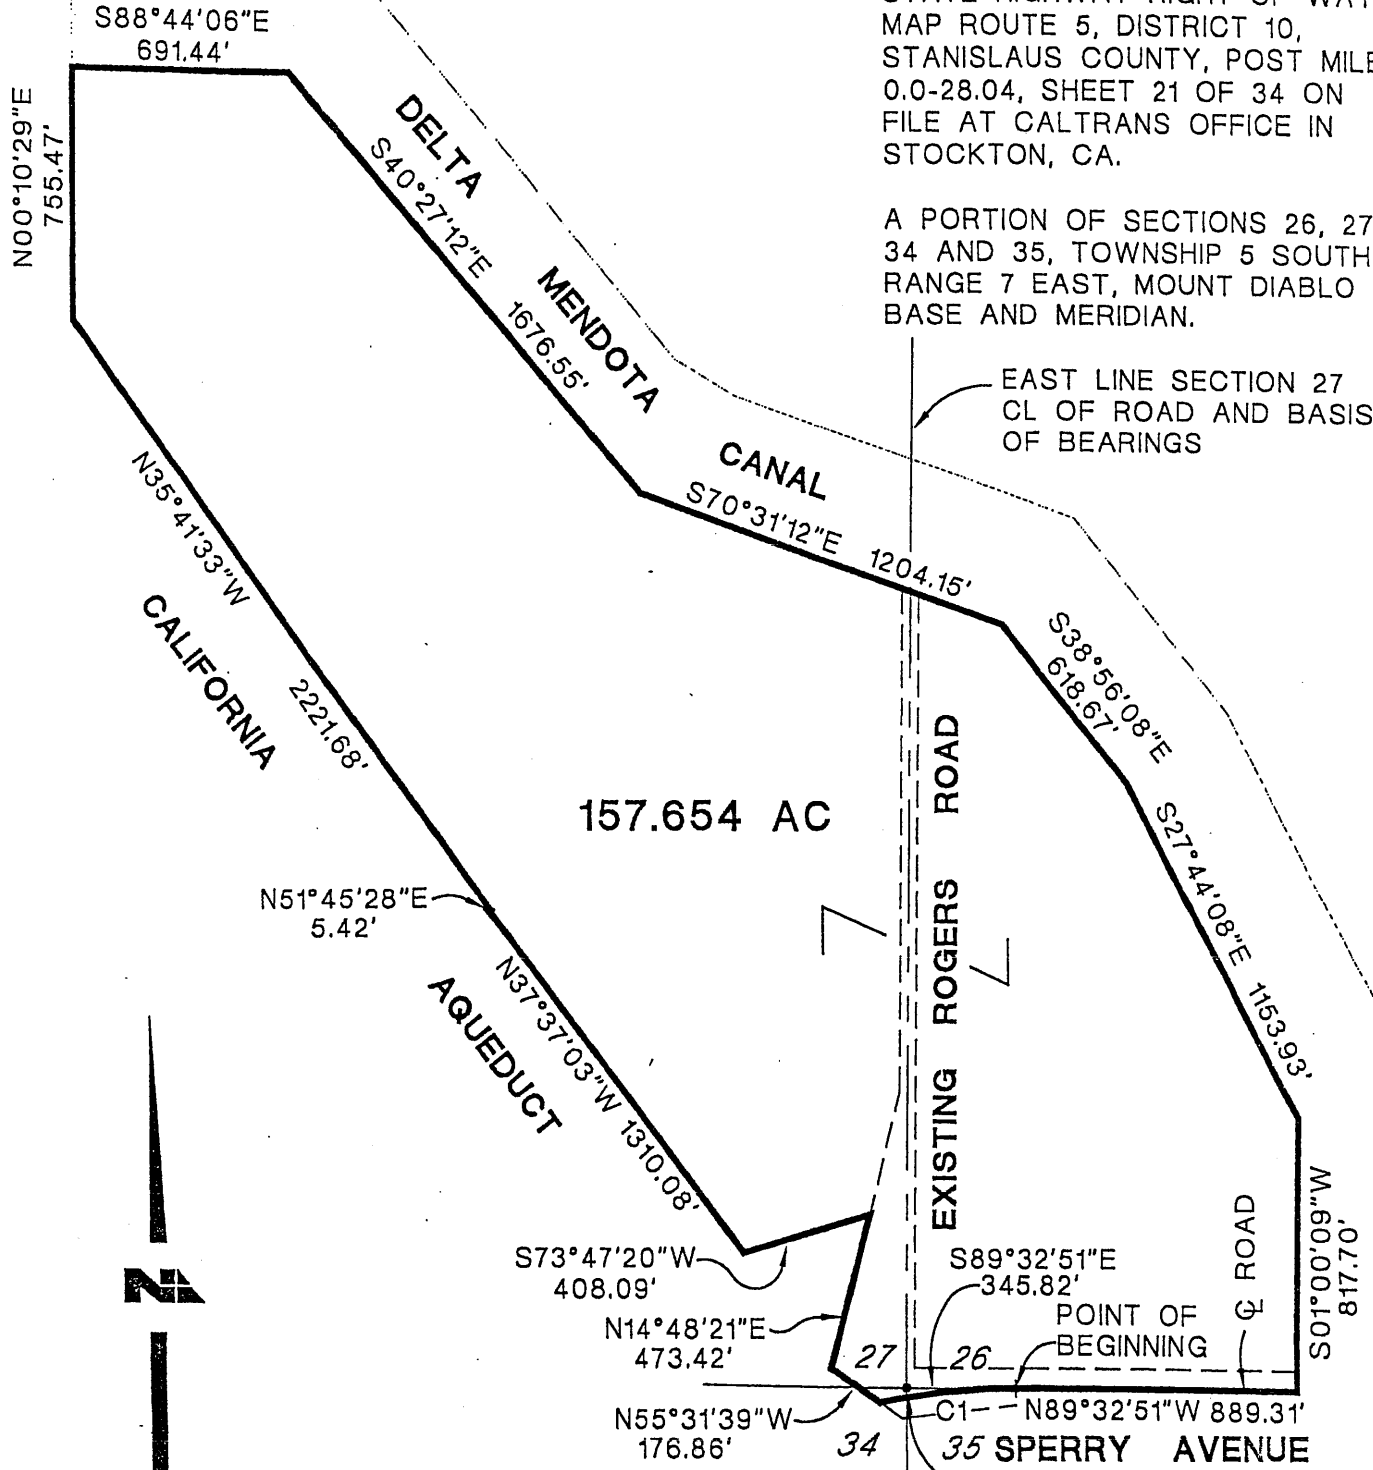 S88°44'06"E
691.44'
STATE HIGHWAY RIGHT OF WAY
MAP ROUTE 5, DISTRICT 10,
STANISLAUS COUNTY, POST MILE
0.0-28.04, SHEET 21 OF 34 ON
FILE AT CALTRANS OFFICE IN
STOCKTON, CA.
A PORTION OF SECTIONS 26, 27
34 AND 35, TOWNSHIP 5 SOUTH
RANGE 7 EAST, MOUNT DIABLO
BASE AND MERIDIAN.
EAST LINE SECTION 27
CL OF ROAD AND BASIS
OF BEARINGS
N00°10'29"E
755.47'
DELTA MENDOTA CANAL
S40°27'12"E 1676.55'
S70°31'12"E 1204.15'
S38°56'08"E
618.67'
S27°44'08"E 1153.93'
N35°41'33"W 2221.68'
CALIFORNIA AQUEDUCT
157.654 AC
EXISTING ROGERS ROAD
N51°45'28"E
5.42'
N37°37'03"W 1310.08'
N
S73°47'20"W
408.09'
N14°48'21"E
473.42'
N55°31'39"W
176.86'
S89°32'51"E
345.82'
POINT OF
BEGINNING
℄ ROAD
S01°00'09"W
817.70'
27 26
34 35
C1
N89°32'51"W 889.31'
SPERRY AVENUE